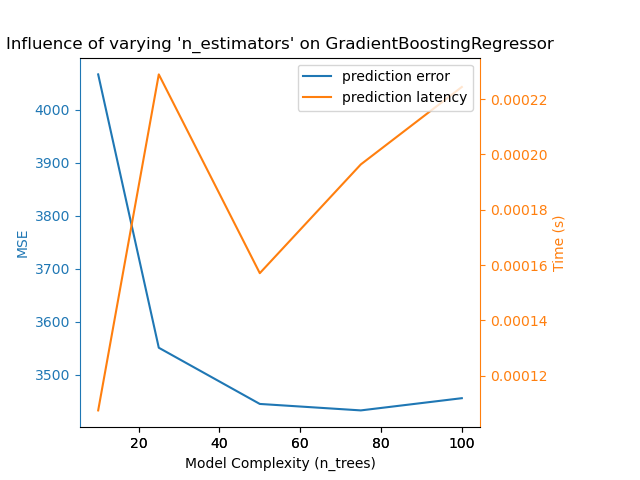 Influence of varying 'n_estimators' on GradientBoostingRegressor
prediction error
prediction latency
4000
3900
3800
3700
3600
3500
MSE
0.00022
0.00020
0.00018
0.00016
0.00014
0.00012
Time (s)
20 40 60 80 100
Model Complexity (n_trees)